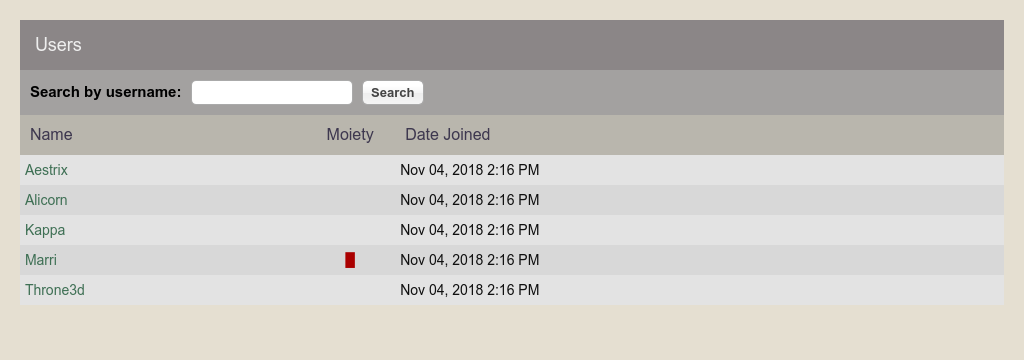 Users
Search by username: Search
Name Moiety Date Joined
Aestrix Nov 04, 2018 2:16 PM
Alicorn Nov 04, 2018 2:16 PM
Kappa Nov 04, 2018 2:16 PM
Marri Nov 04, 2018 2:16 PM
Throne3d Nov 04, 2018 2:16 PM